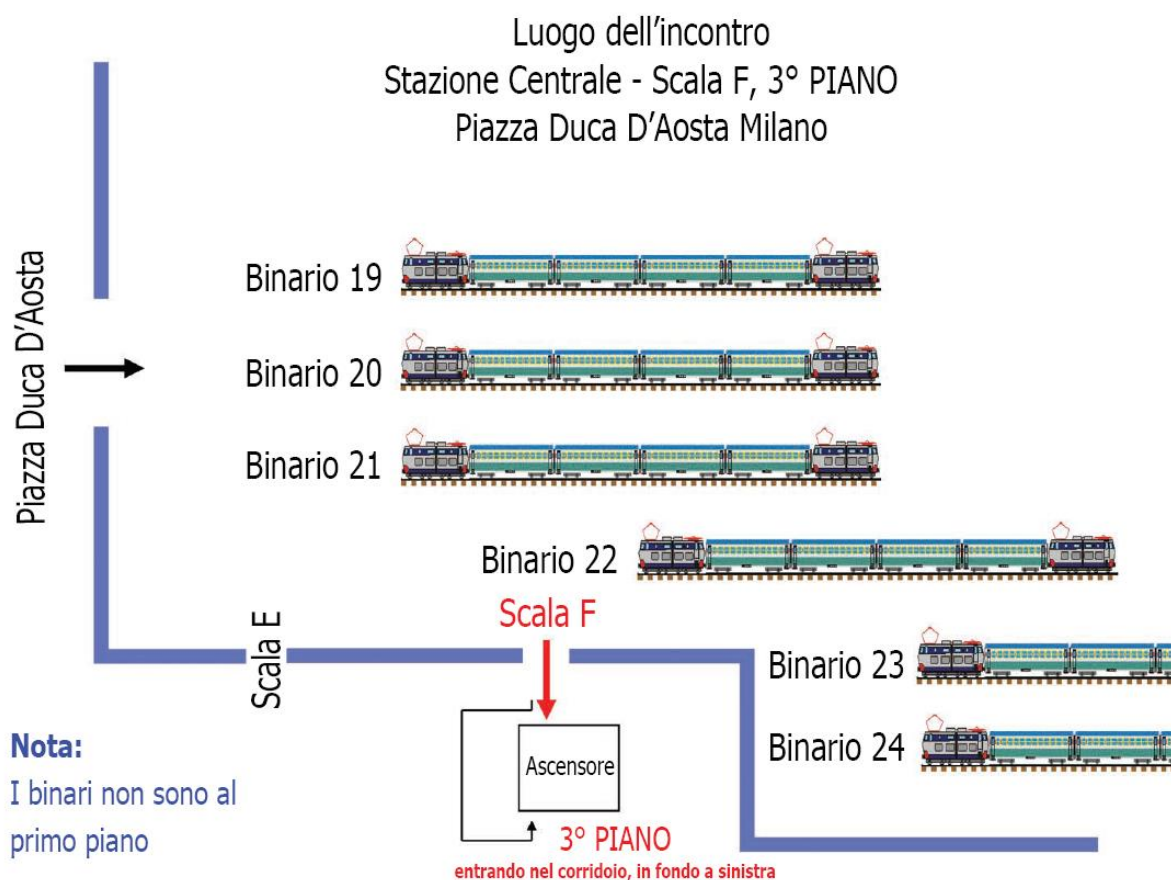 Luogo dell'incontro
Stazione Centrale - Scala F, 3° PIANO
Piazza Duca D'Aosta Milano
Piazza Duca D'Aosta
Binario 19
Binario 20
Binario 21
Binario 22
Scala F
Scala E
Binario 23
Binario 24
Ascensore
Nota:
I binari non sono al
primo piano
3° PIANO
entrando nel corridoio, in fondo a sinistra